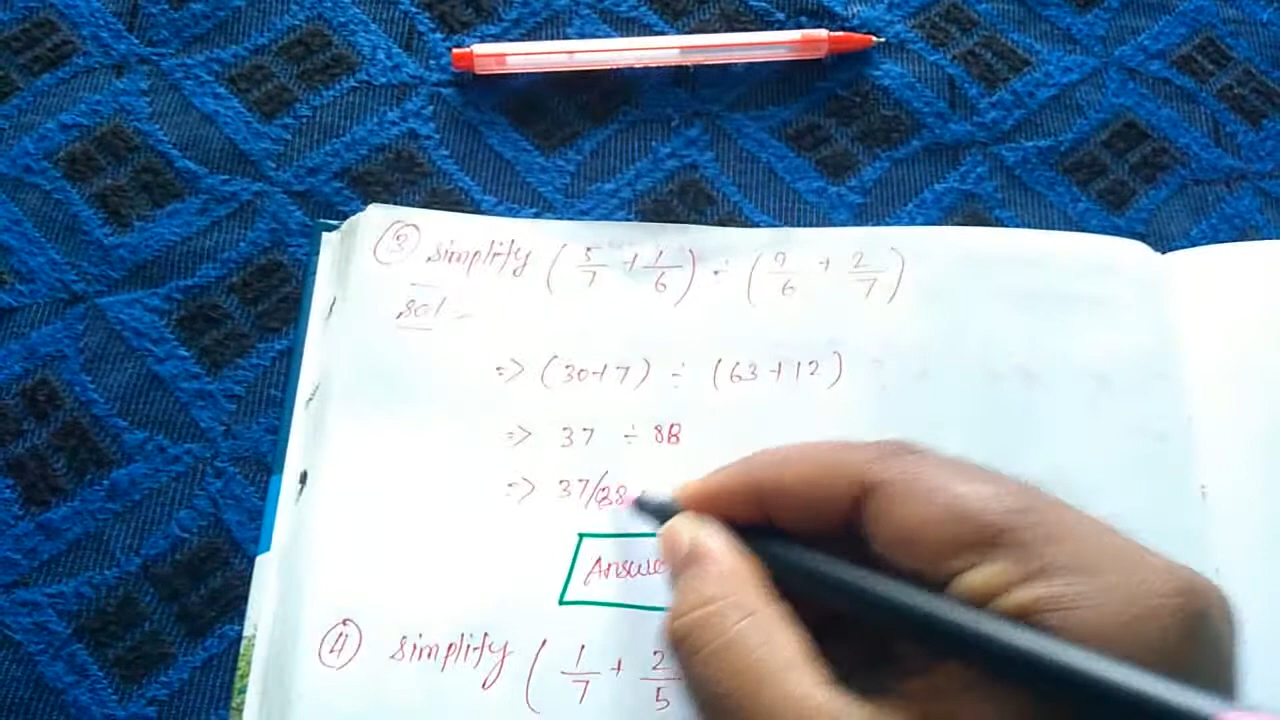 ③ Simplify (5/7 + 1/6) ÷ (9/6 + 2/7)
Sol -
=> (30+7) ÷ (63+12)
=> 37 ÷ 88
=> 37/88
Answe
④ Simplify ( 1/7 + 2/5